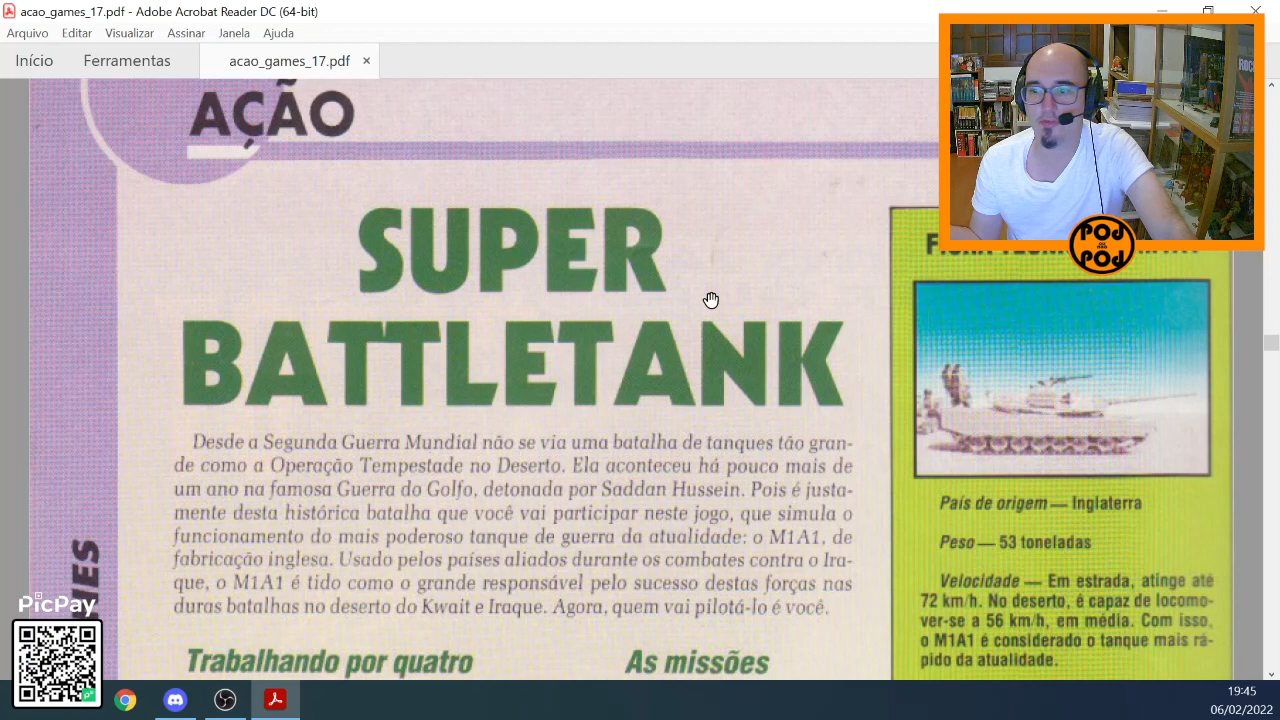 acao_games_17.pdf - Adobe Acrobat Reader DC (64-bit)
Arquivo Editar Visualizar Assinar Janela Ajuda
Início Ferramentas acao_games_17.pdf ×
AÇÃO
SUPER
BATTLETANK
Desde a Segunda Guerra Mundial não se via uma batalha de tanques tão gran-
de como a Operação Tempestade no Deserto. Ela aconteceu há pouco mais de
um ano na famosa Guerra do Golfo, detonada por Saddan Hussein. Pois é justa-
mente desta histórica batalha que você vai participar neste jogo, que simula o
funcionamento do mais poderoso tanque de guerra da atualidade: o M1A1, de
fabricação inglesa. Usado pelos países aliados durante os combates contra o Ira-
que, o M1A1 é tido como o grande responsável pelo sucesso destas forças nas
duras batalhas no deserto do Kwait e Iraque. Agora, quem vai pilotá-lo é você.
Trabalhando por quatro
As missões
País de origem — Inglaterra
Peso — 53 toneladas
Velocidade — Em estrada, atinge até
72 km/h. No deserto, é capaz de locomo-
ver-se a 56 km/h, em média. Com isso,
o M1A1 é considerado o tanque mais rá-
pido da atualidade.
POD
POD
ROCK
PicPay
19:45
06/02/2022